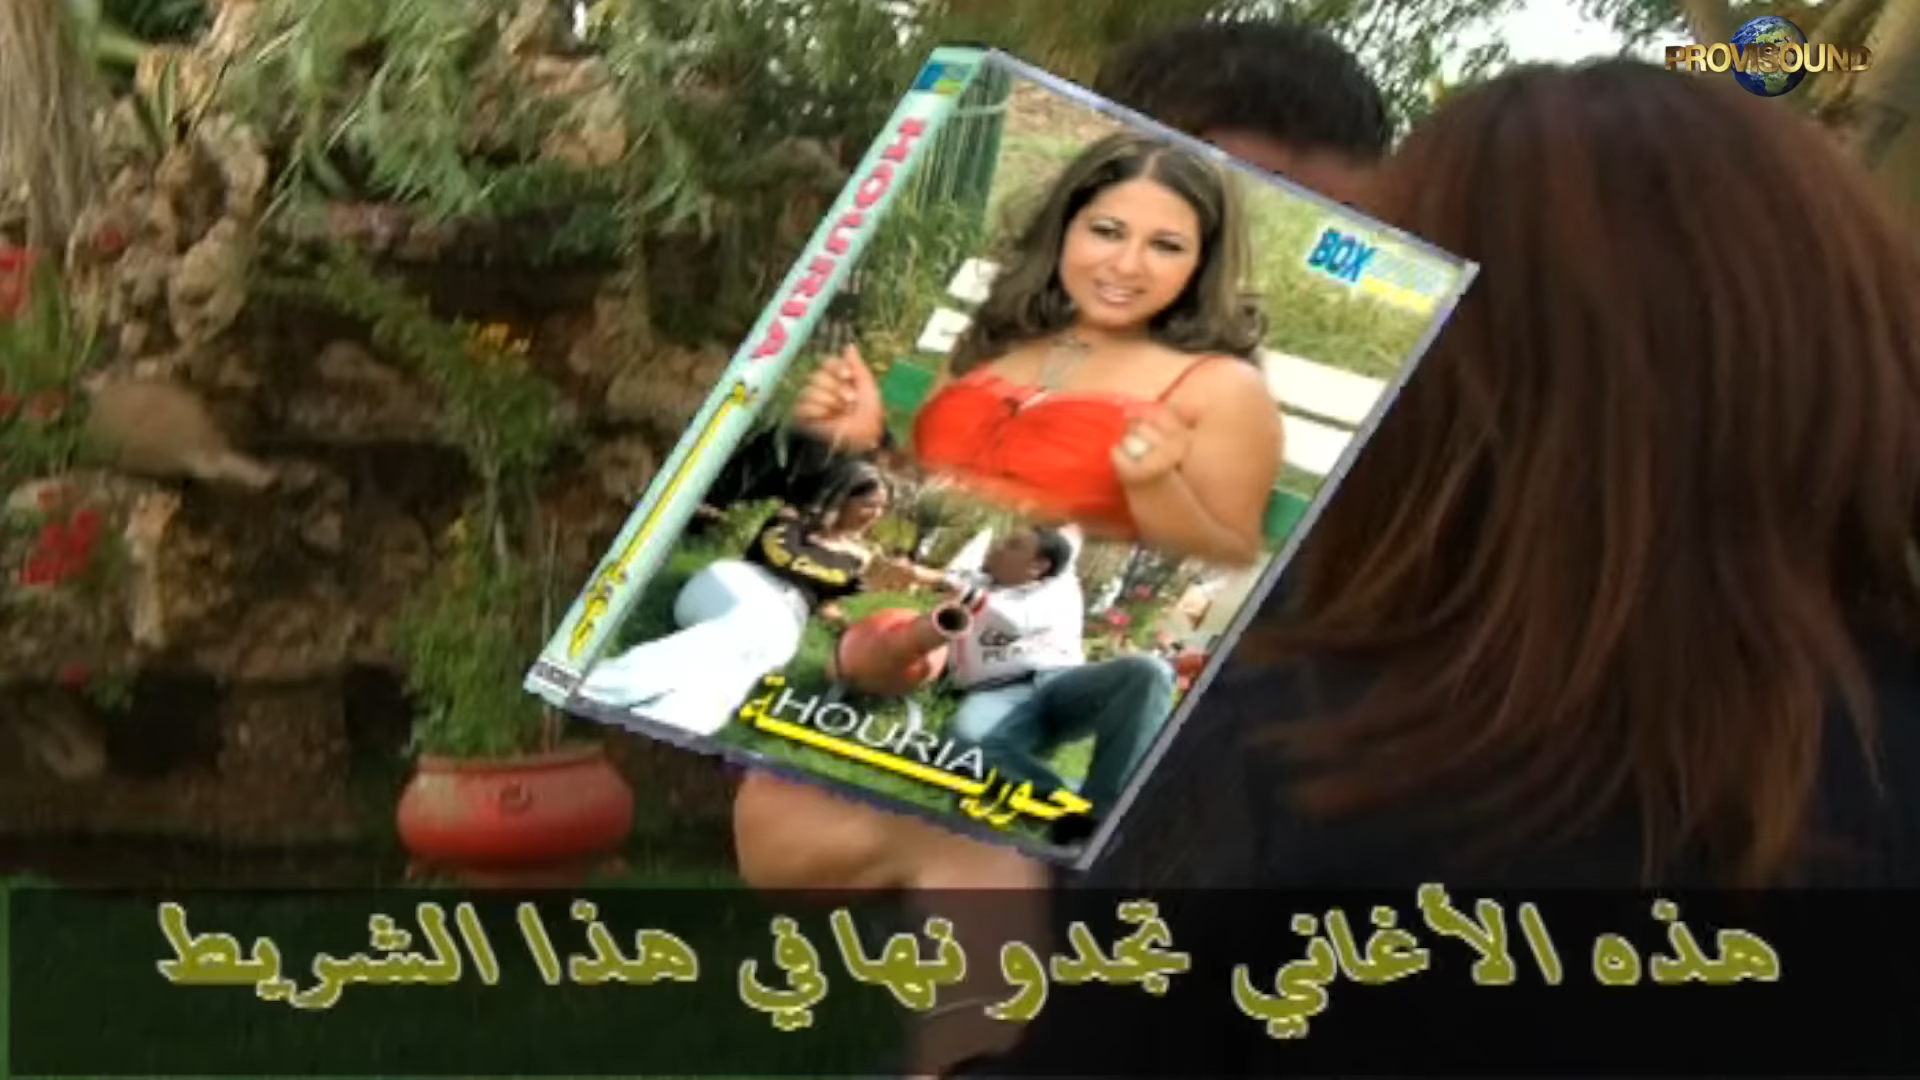 PROVISOUND
HOURIA
BOX
HOURIA
حورية
هذه الأغاني تجدونها في هذا الشريط